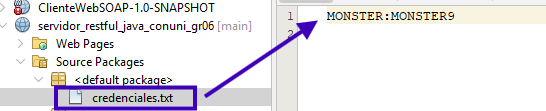 ClienteWebSOAP-1.0-SNAPSHOT
servidor_restful_java_conuni_gr06 [main]
Web Pages
Source Packages
<default package>
credenciales.txt
1 MONSTER:MONSTER9
2